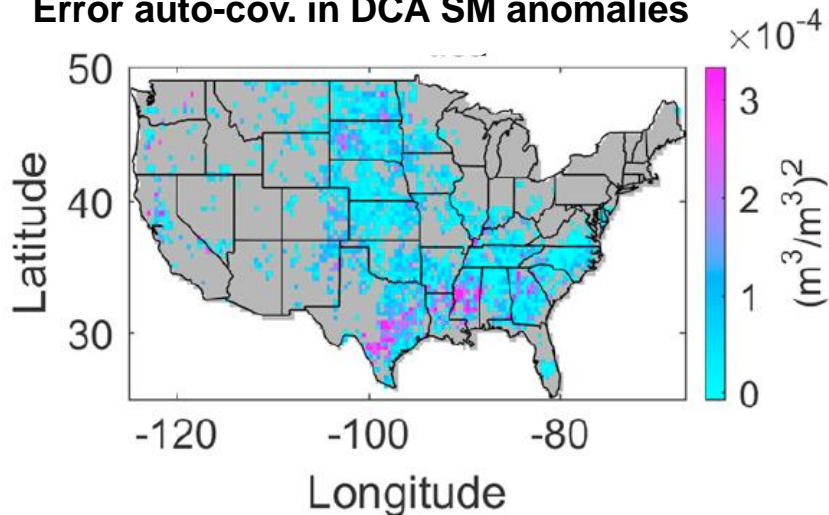 Error auto-cov. in DCA SM anomalies
×10⁻⁴
50
40
30
Latitude
-120
-100
-80
Longitude
3
2
1
0
(m³/m³)²